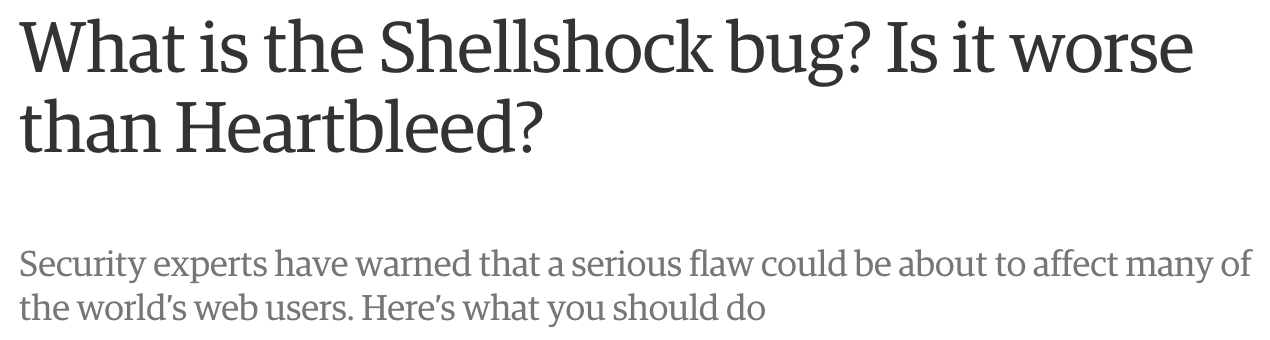 What is the Shellshock bug? Is it worse
than Heartbleed?
Security experts have warned that a serious flaw could be about to affect many of
the world’s web users. Here’s what you should do